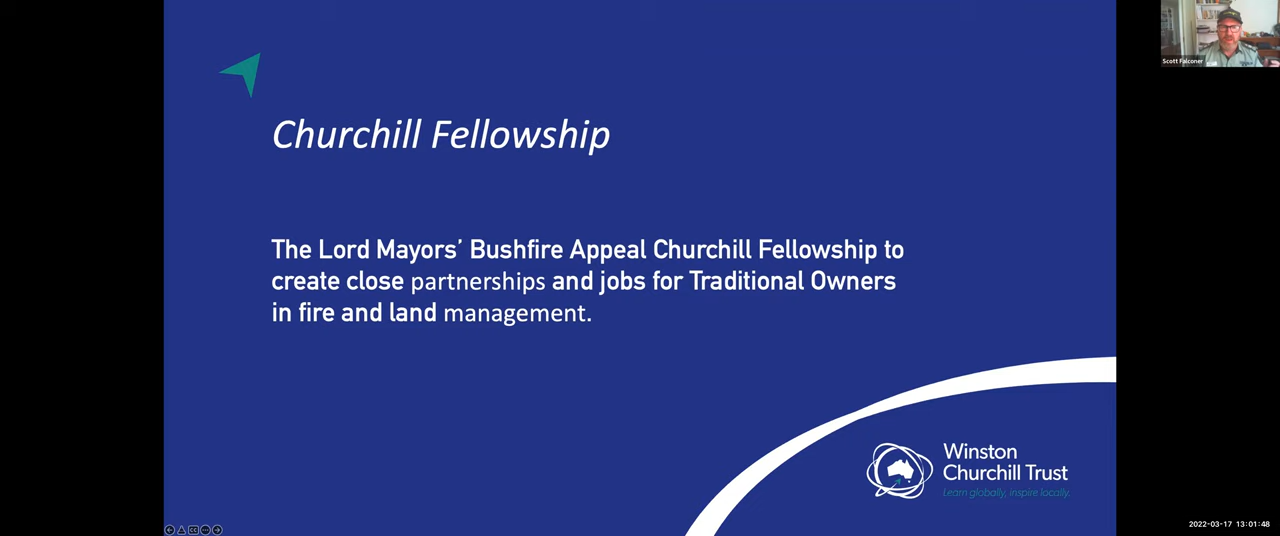 Churchill Fellowship
The Lord Mayors’ Bushfire Appeal Churchill Fellowship to
create close partnerships and jobs for Traditional Owners
in fire and land management.
Winston
Churchill Trust
Learn globally, inspire locally.
Scott Falconer
2022-03-17 13:01:48